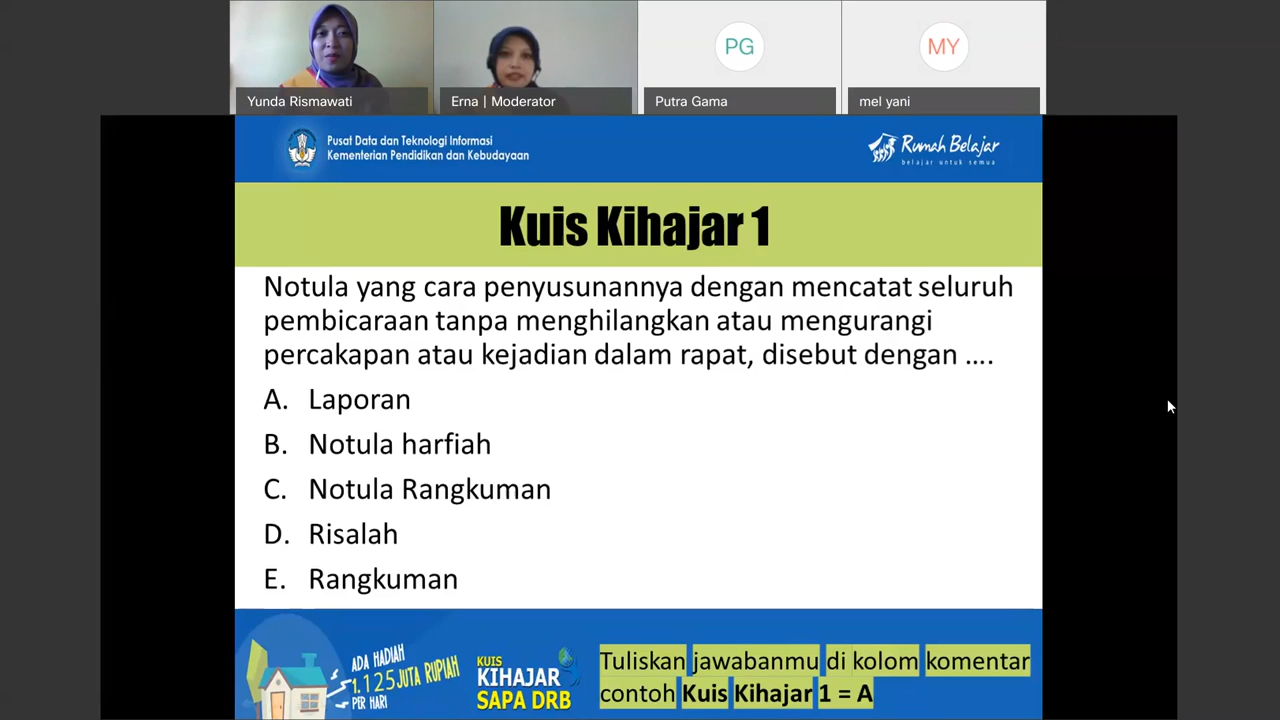 Yunda Rismawati
Erna | Moderator
PG
Putra Gama
MY
mel yani
Pusat Data dan Teknologi Informasi
Kementerian Pendidikan dan Kebudayaan
Rumah Belajar
belajar untuk semua
Kuis Kihajar 1
Notula yang cara penyusunannya dengan mencatat seluruh
pembicaraan tanpa menghilangkan atau mengurangi
percakapan atau kejadian dalam rapat, disebut dengan ....
A. Laporan
B. Notula harfiah
C. Notula Rangkuman
D. Risalah
E. Rangkuman
ADA HADIAH
1.125 JUTA RUPIAH
PER HARI
KUIS
KIHAJAR
SAPA DRB
Tuliskan jawabanmu di kolom komentar
contoh Kuis Kihajar 1 = A